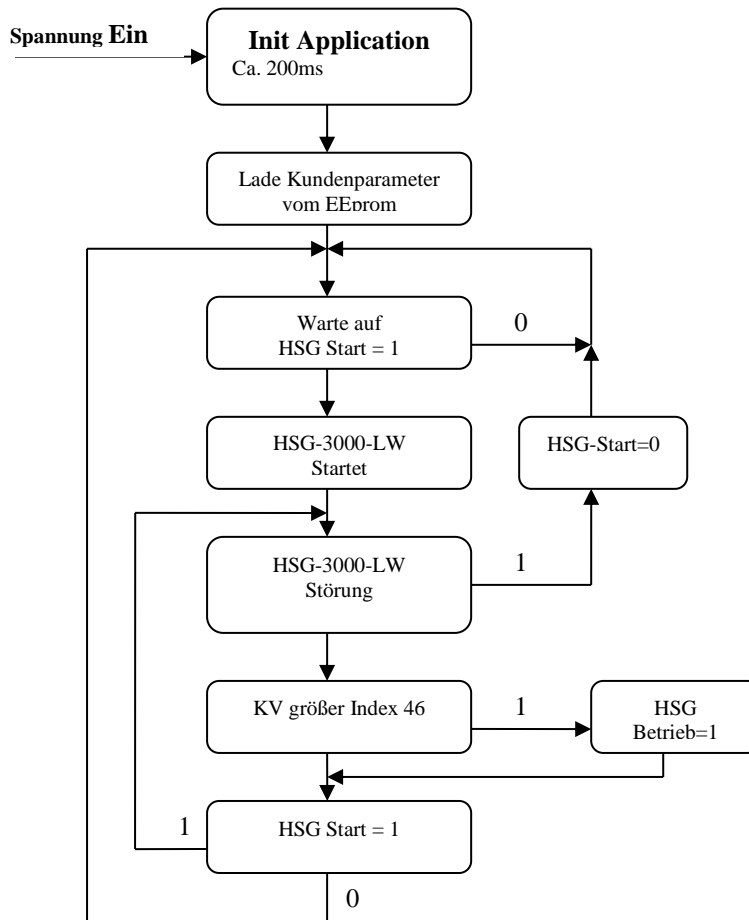 Spannung Ein
Init Application
Ca. 200ms
Lade Kundenparameter
vom EEprom
Warte auf
HSG Start = 1
0
HSG-3000-LW
Startet
HSG-Start=0
HSG-3000-LW
Störung
1
KV größer Index 46
1
HSG
Betrieb=1
1
HSG Start = 1
0